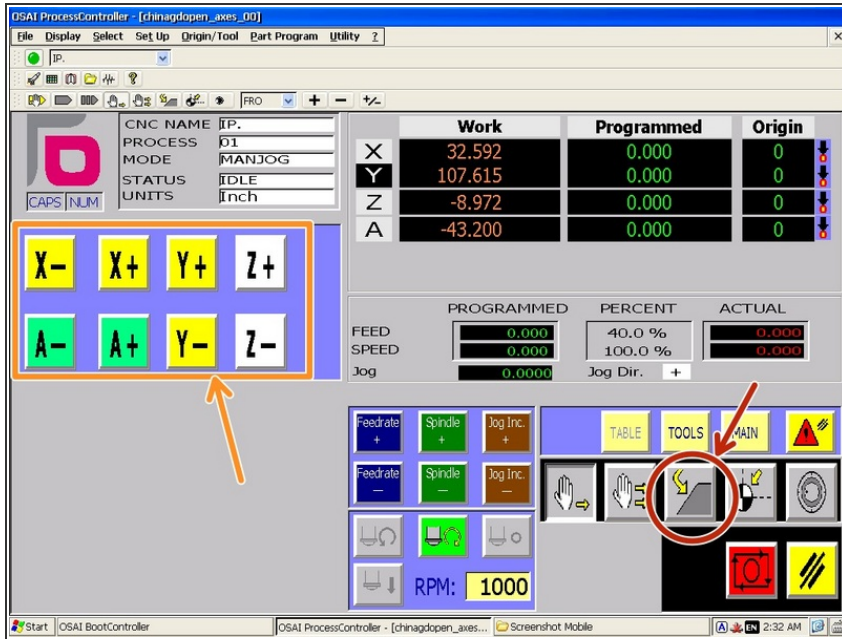 OSAI ProcessController - [chinagdopen_axes_00]
File Display Select Set Up Origin/Tool Part Program Utility ?
IP.
FRO + − +/-
CNC NAME IP.
PROCESS 01
MODE MANJOG
STATUS IDLE
UNITS Inch
CAPS NUM
Work Programmed Origin
X 32.592 0.000 0
Y 107.615 0.000 0
Z -8.972 0.000 0
A -43.200 0.000 0
X− X+ Y+ Z+
A− A+ Y− Z−
PROGRAMMED PERCENT ACTUAL
FEED 0.000 40.0 % 0.000
SPEED 0.000 100.0 % 0.000
Jog 0.0000 Jog Dir. +
Feedrate + Spindle + Jog Inc. +
Feedrate − Spindle − Jog Inc. −
TABLE TOOLS MAIN
RPM: 1000
Start OSAI BootController OSAI ProcessController - [chinagdopen_axes... Screenshot Mobile A EN 2:32 AM